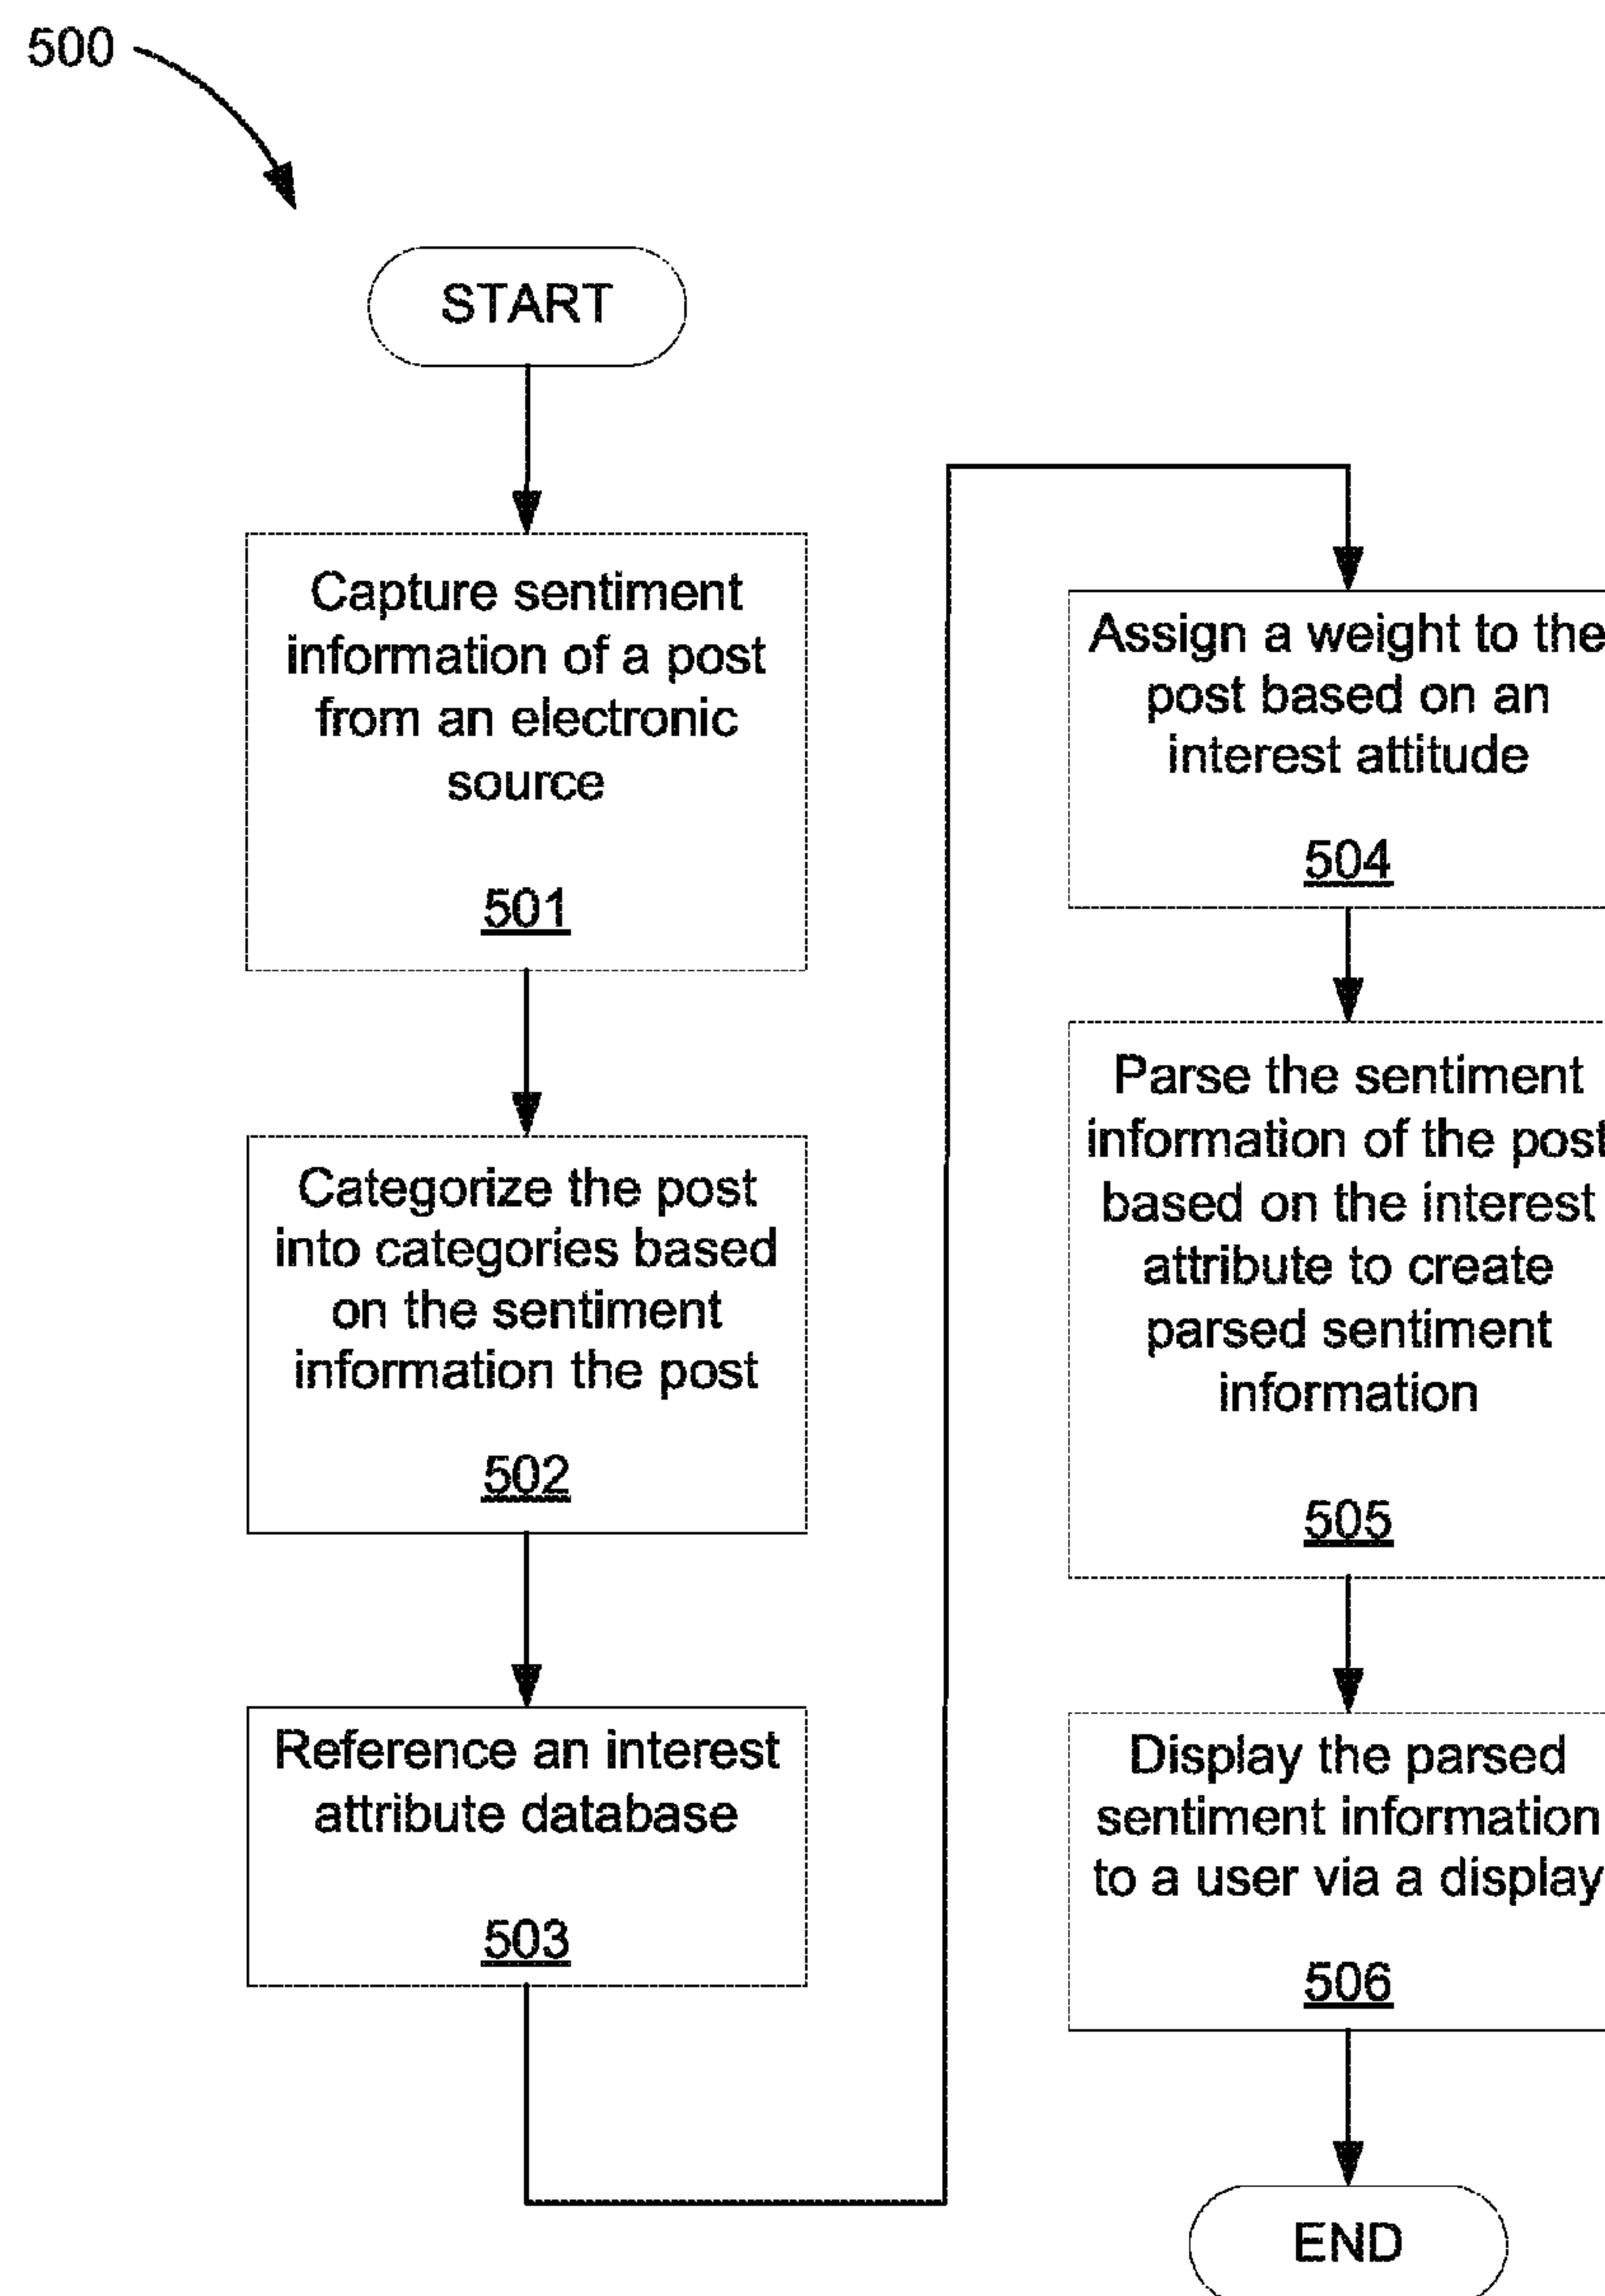 500
START
Capture sentiment
information of a post
from an electronic
source
501
Categorize the post
into categories based
on the sentiment
information the post
502
Reference an interest
attribute database
503
Assign a weight to the
post based on an
interest attitude
504
Parse the sentiment
information of the post
based on the interest
attribute to create
parsed sentiment
information
505
Display the parsed
sentiment information
to a user via a display
506
END